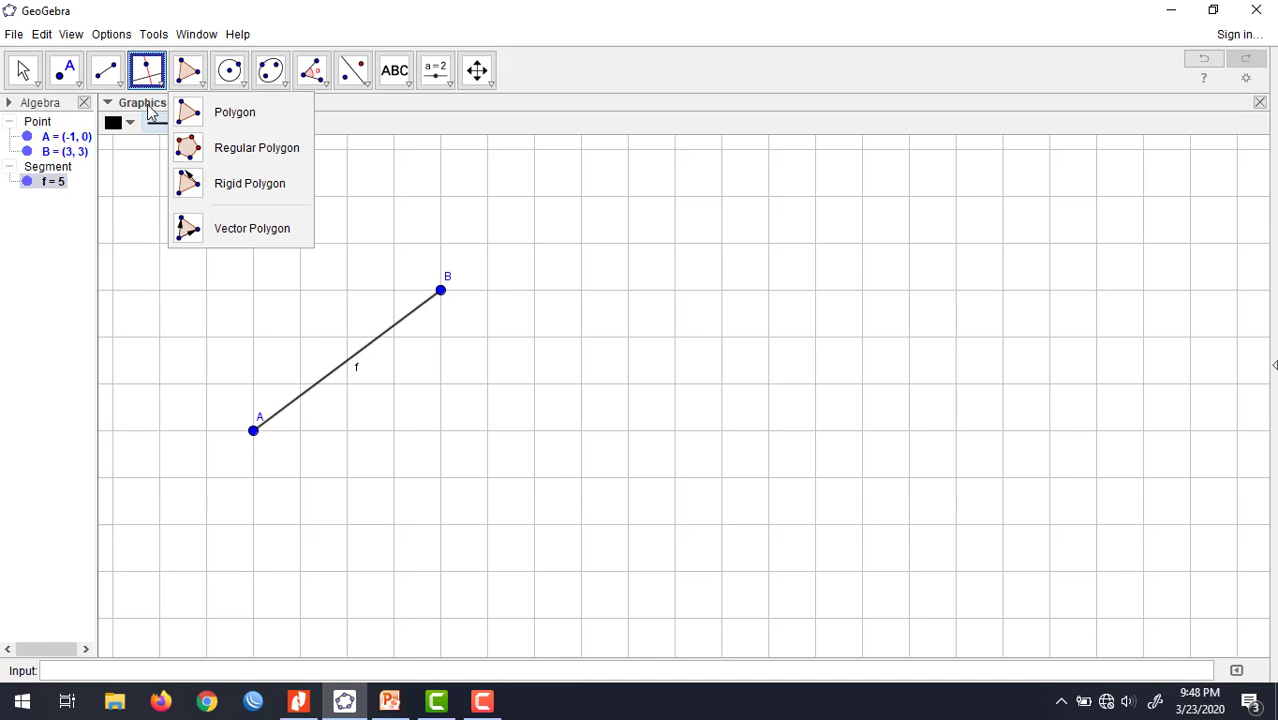 GeoGebra
File Edit View Options Tools Window Help
Sign in...
A
α
ABC
a = 2
?
Algebra
Graphics
Point
A = (-1, 0)
B = (3, 3)
Segment
f = 5
Polygon
Regular Polygon
Rigid Polygon
Vector Polygon
B
f
A
Input:
9:48 PM
3/23/2020
3